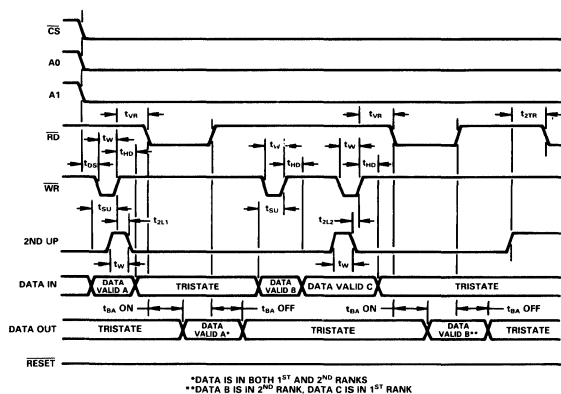 CS
A0
A1
tVR tVR t2TR
RD
tW tW tW
tHD tHD tHD
tDS
WR
tSU tSU
t2L1 t2L2
2ND UP
tW tW
DATA IN DATA VALID A TRISTATE DATA VALID B DATA VALID C TRISTATE
tBA ON tBA OFF tBA ON tBA OFF
DATA OUT TRISTATE DATA VALID A* TRISTATE DATA VALID B** TRISTATE
RESET
*DATA IS IN BOTH 1ST AND 2ND RANKS
**DATA B IS IN 2ND RANK, DATA C IS IN 1ST RANK